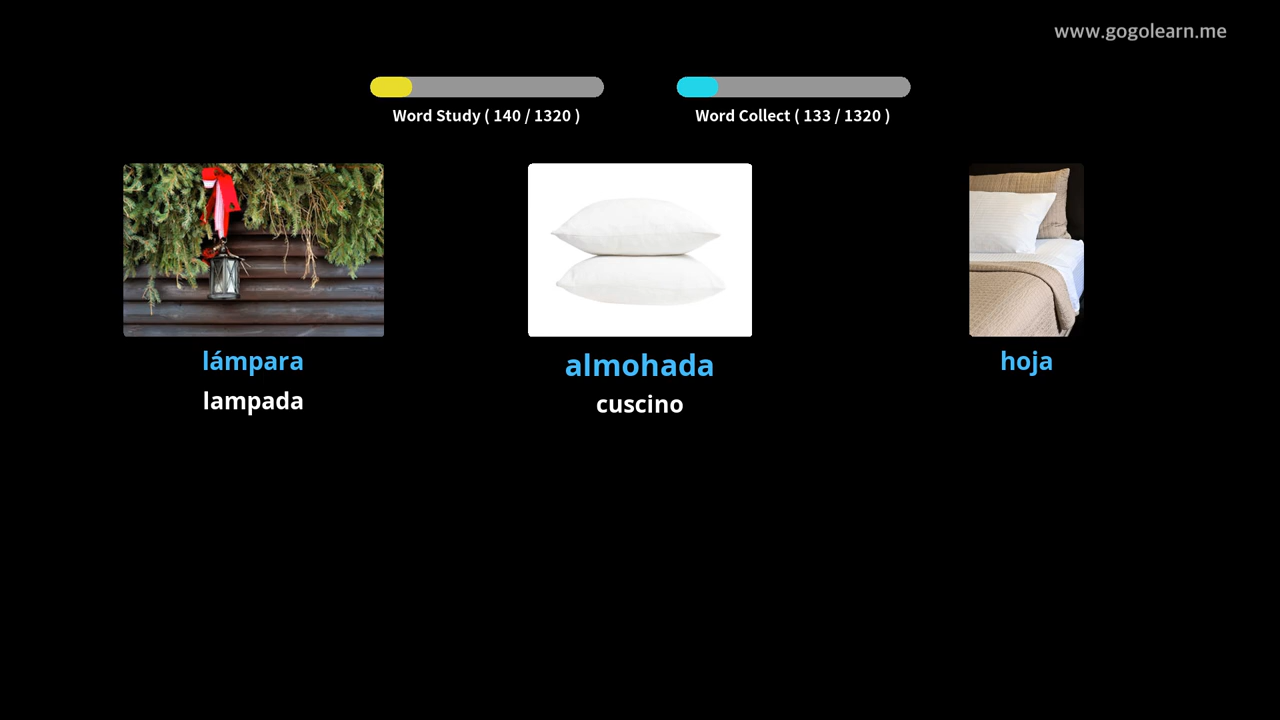 www.gogolearn.me
Word Study ( 140 / 1320 )
Word Collect ( 133 / 1320 )
lámpara
lampada
almohada
cuscino
hoja